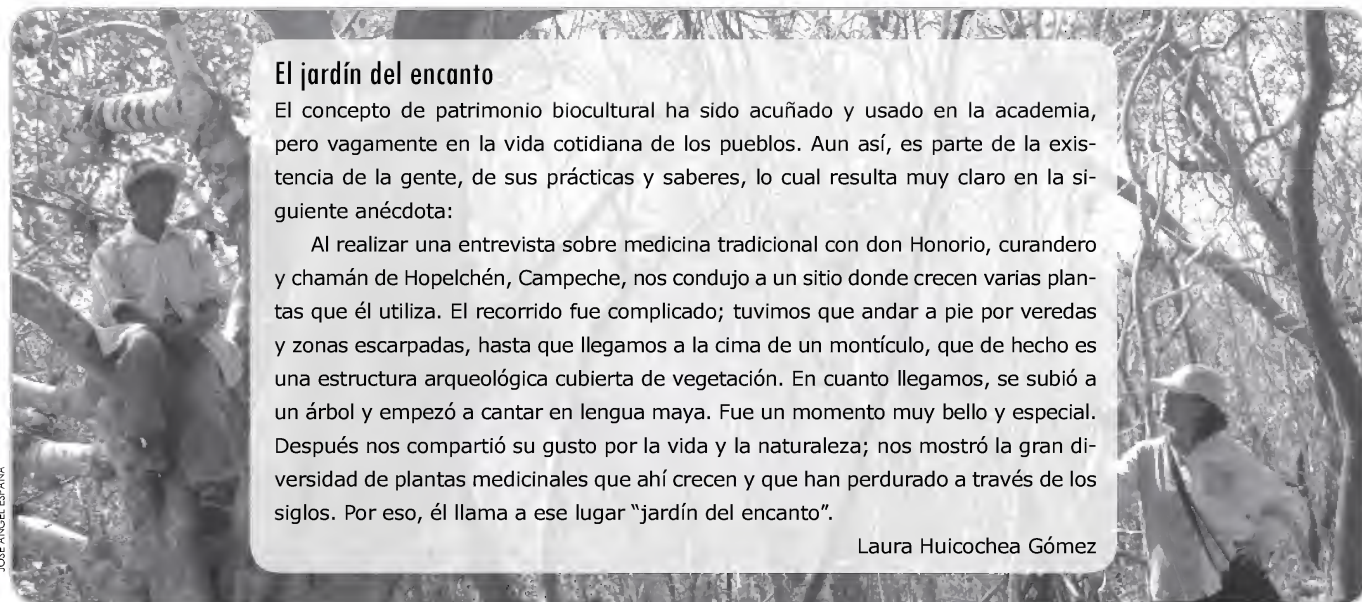 El jardín del encanto
El concepto de patrimonio biocultural ha sido acuñado y usado en la academia,
pero vagamente en la vida cotidiana de los pueblos. Aun así, es parte de la exis-
tencia de la gente, de sus prácticas y saberes, lo cual resulta muy claro en la si-
guiente anécdota:
Al realizar una entrevista sobre medicina tradicional con don Honorio, curandero
y chamán de Hopelchén, Campeche, nos condujo a un sitio donde crecen varias plan-
tas que él utiliza. El recorrido fue complicado; tuvimos que andar a pie por veredas
y zonas escarpadas, hasta que llegamos a la cima de un montículo, que de hecho es
una estructura arqueológica cubierta de vegetación. En cuanto llegamos, se subió a
un árbol y empezó a cantar en lengua maya. Fue un momento muy bello y especial.
Después nos compartió su gusto por la vida y la naturaleza; nos mostró la gran di-
versidad de plantas medicinales que ahí crecen y que han perdurado a través de los
siglos. Por eso, él llama a ese lugar “jardín del encanto”.
Laura Huicochea Gómez
JOSÉ ÁNGEL ESPAÑA